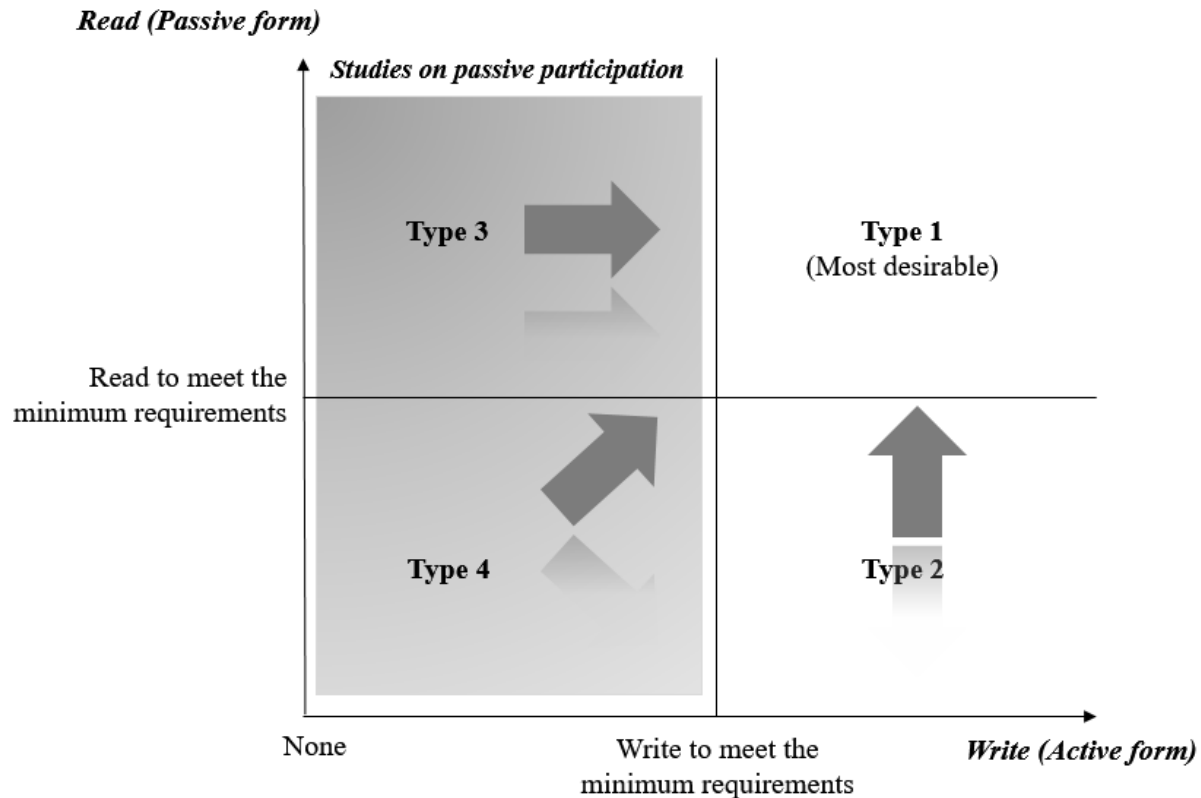 Read (Passive form)
Studies on passive participation
Type 3
Type 1
(Most desirable)
Read to meet the
minimum requirements
Type 4
Type 2
None
Write to meet the
minimum requirements
Write (Active form)